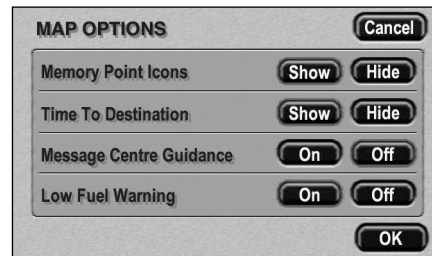 MAP OPTIONS Cancel
Memory Point Icons Show Hide
Time To Destination Show Hide
Message Centre Guidance On Off
Low Fuel Warning On Off
OK